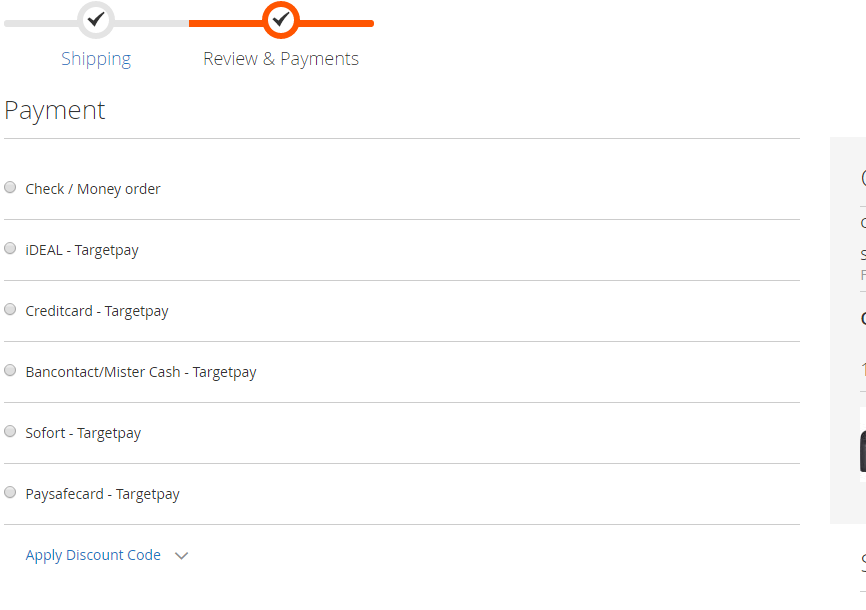 Shipping
Review & Payments
Payment
Check / Money order
iDEAL - Targetpay
Creditcard - Targetpay
Bancontact/Mister Cash - Targetpay
Sofort - Targetpay
Paysafecard - Targetpay
Apply Discount Code